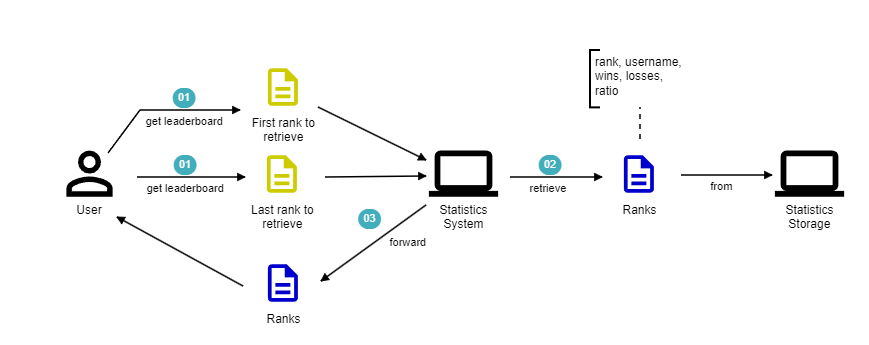 01
get leaderboard
First rank to
retrieve
01
get leaderboard
Last rank to
retrieve
User
Statistics
System
02
retrieve
rank, username,
wins, losses,
ratio
Ranks
from
Statistics
Storage
03
forward
Ranks